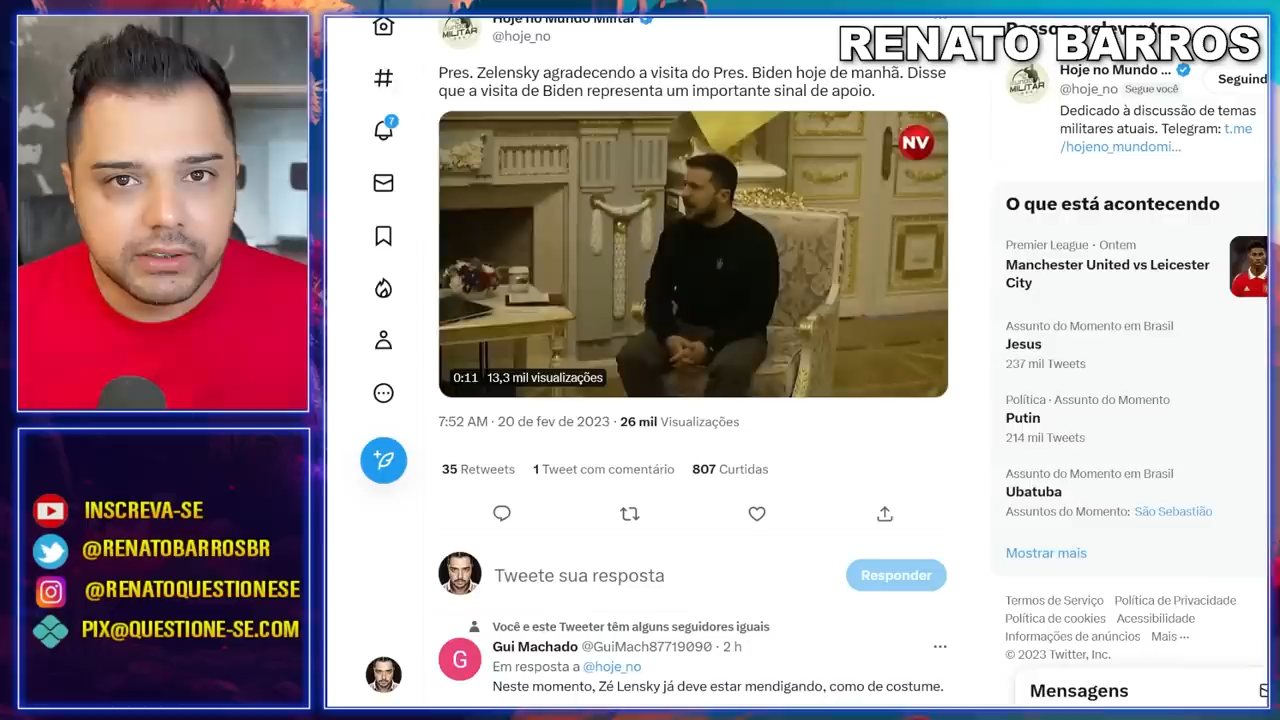 RENATO BARROS
INSCREVA-SE
@RENATOBARROSBR
@RENATOQUESTIONESE
PIX@QUESTIONE-SE.COM
7
Hoje no Mundo Militar
@hoje_no
Pres. Zelensky agradecendo a visita do Pres. Biden hoje de manhã. Disse
que a visita de Biden representa um importante sinal de apoio.
NV
0:11 13,3 mil visualizações
7:52 AM · 20 de fev de 2023 · 26 mil Visualizações
35 Retweets 1 Tweet com comentário 807 Curtidas
Tweete sua resposta
Responder
Você e este Tweeter têm alguns seguidores iguais
G
Gui Machado @GuiMach87719090 · 2 h
Em resposta a @hoje_no
Neste momento, Zé Lensky já deve estar mendigando, como de costume.
Hoje no Mundo ...
@hoje_no Segue você
Seguind
Dedicado à discussão de temas
militares atuais. Telegram: t.me
/hojeno_mundomi...
O que está acontecendo
Premier League · Ontem
Manchester United vs Leicester
City
Assunto do Momento em Brasil
Jesus
237 mil Tweets
Política · Assunto do Momento
Putin
214 mil Tweets
Assunto do Momento em Brasil
Ubatuba
Assuntos do Momento: São Sebastião
Mostrar mais
Termos de Serviço Política de Privacidade
Política de cookies Acessibilidade
Informações de anúncios Mais ···
© 2023 Twitter, Inc.
Mensagens